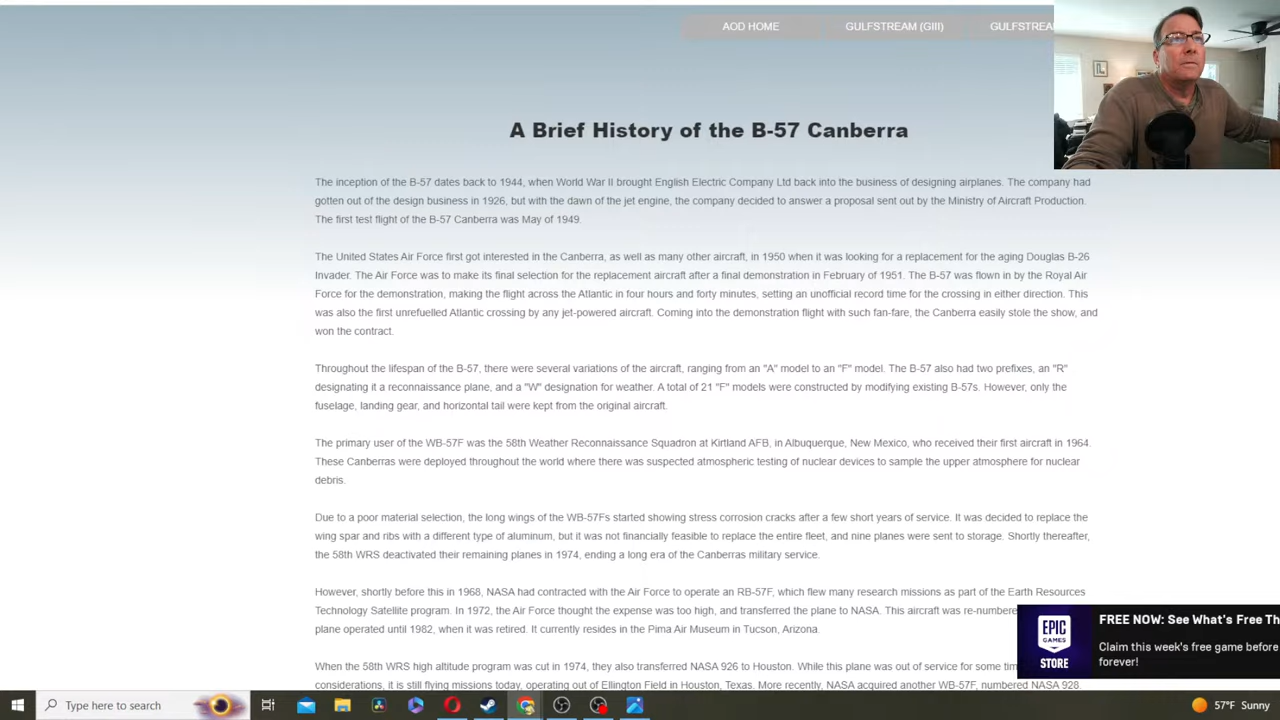 AOD HOME
GULFSTREAM (GIII)
GULFSTREA
A Brief History of the B-57 Canberra
The inception of the B-57 dates back to 1944, when World War II brought English Electric Company Ltd back into the business of designing airplanes. The company had
gotten out of the design business in 1926, but with the dawn of the jet engine, the company decided to answer a proposal sent out by the Ministry of Aircraft Production.
The first test flight of the B-57 Canberra was May of 1949.
The United States Air Force first got interested in the Canberra, as well as many other aircraft, in 1950 when it was looking for a replacement for the aging Douglas B-26
Invader. The Air Force was to make its final selection for the replacement aircraft after a final demonstration in February of 1951. The B-57 was flown in by the Royal Air
Force for the demonstration, making the flight across the Atlantic in four hours and forty minutes, setting an unofficial record time for the crossing in either direction. This
was also the first unrefuelled Atlantic crossing by any jet-powered aircraft. Coming into the demonstration flight with such fan-fare, the Canberra easily stole the show, and
won the contract.
Throughout the lifespan of the B-57, there were several variations of the aircraft, ranging from an "A" model to an "F" model. The B-57 also had two prefixes, an "R"
designating it a reconnaissance plane, and a "W" designation for weather. A total of 21 "F" models were constructed by modifying existing B-57s. However, only the
fuselage, landing gear, and horizontal tail were kept from the original aircraft.
The primary user of the WB-57F was the 58th Weather Reconnaissance Squadron at Kirtland AFB, in Albuquerque, New Mexico, who received their first aircraft in 1964.
These Canberras were deployed throughout the world where there was suspected atmospheric testing of nuclear devices to sample the upper atmosphere for nuclear
debris.
Due to a poor material selection, the long wings of the WB-57Fs started showing stress corrosion cracks after a few short years of service. It was decided to replace the
wing spar and ribs with a different type of aluminum, but it was not financially feasible to replace the entire fleet, and nine planes were sent to storage. Shortly thereafter,
the 58th WRS deactivated their remaining planes in 1974, ending a long era of the Canberras military service.
However, shortly before this in 1968, NASA had contracted with the Air Force to operate an RB-57F, which flew many research missions as part of the Earth Resources
Technology Satellite program. In 1972, the Air Force thought the expense was too high, and transferred the plane to NASA. This aircraft was re-numbere
plane operated until 1982, when it was retired. It currently resides in the Pima Air Museum in Tucson, Arizona.
When the 58th WRS high altitude program was cut in 1974, they also transferred NASA 926 to Houston. While this plane was out of service for some tim
considerations, it is still flying missions today, operating out of Ellington Field in Houston, Texas. More recently, NASA acquired another WB-57F, numbered NASA 928.
EPIC
GAMES
STORE
FREE NOW: See What's Free Th
Claim this week's free game before
forever!
Type here to search
57°F Sunny